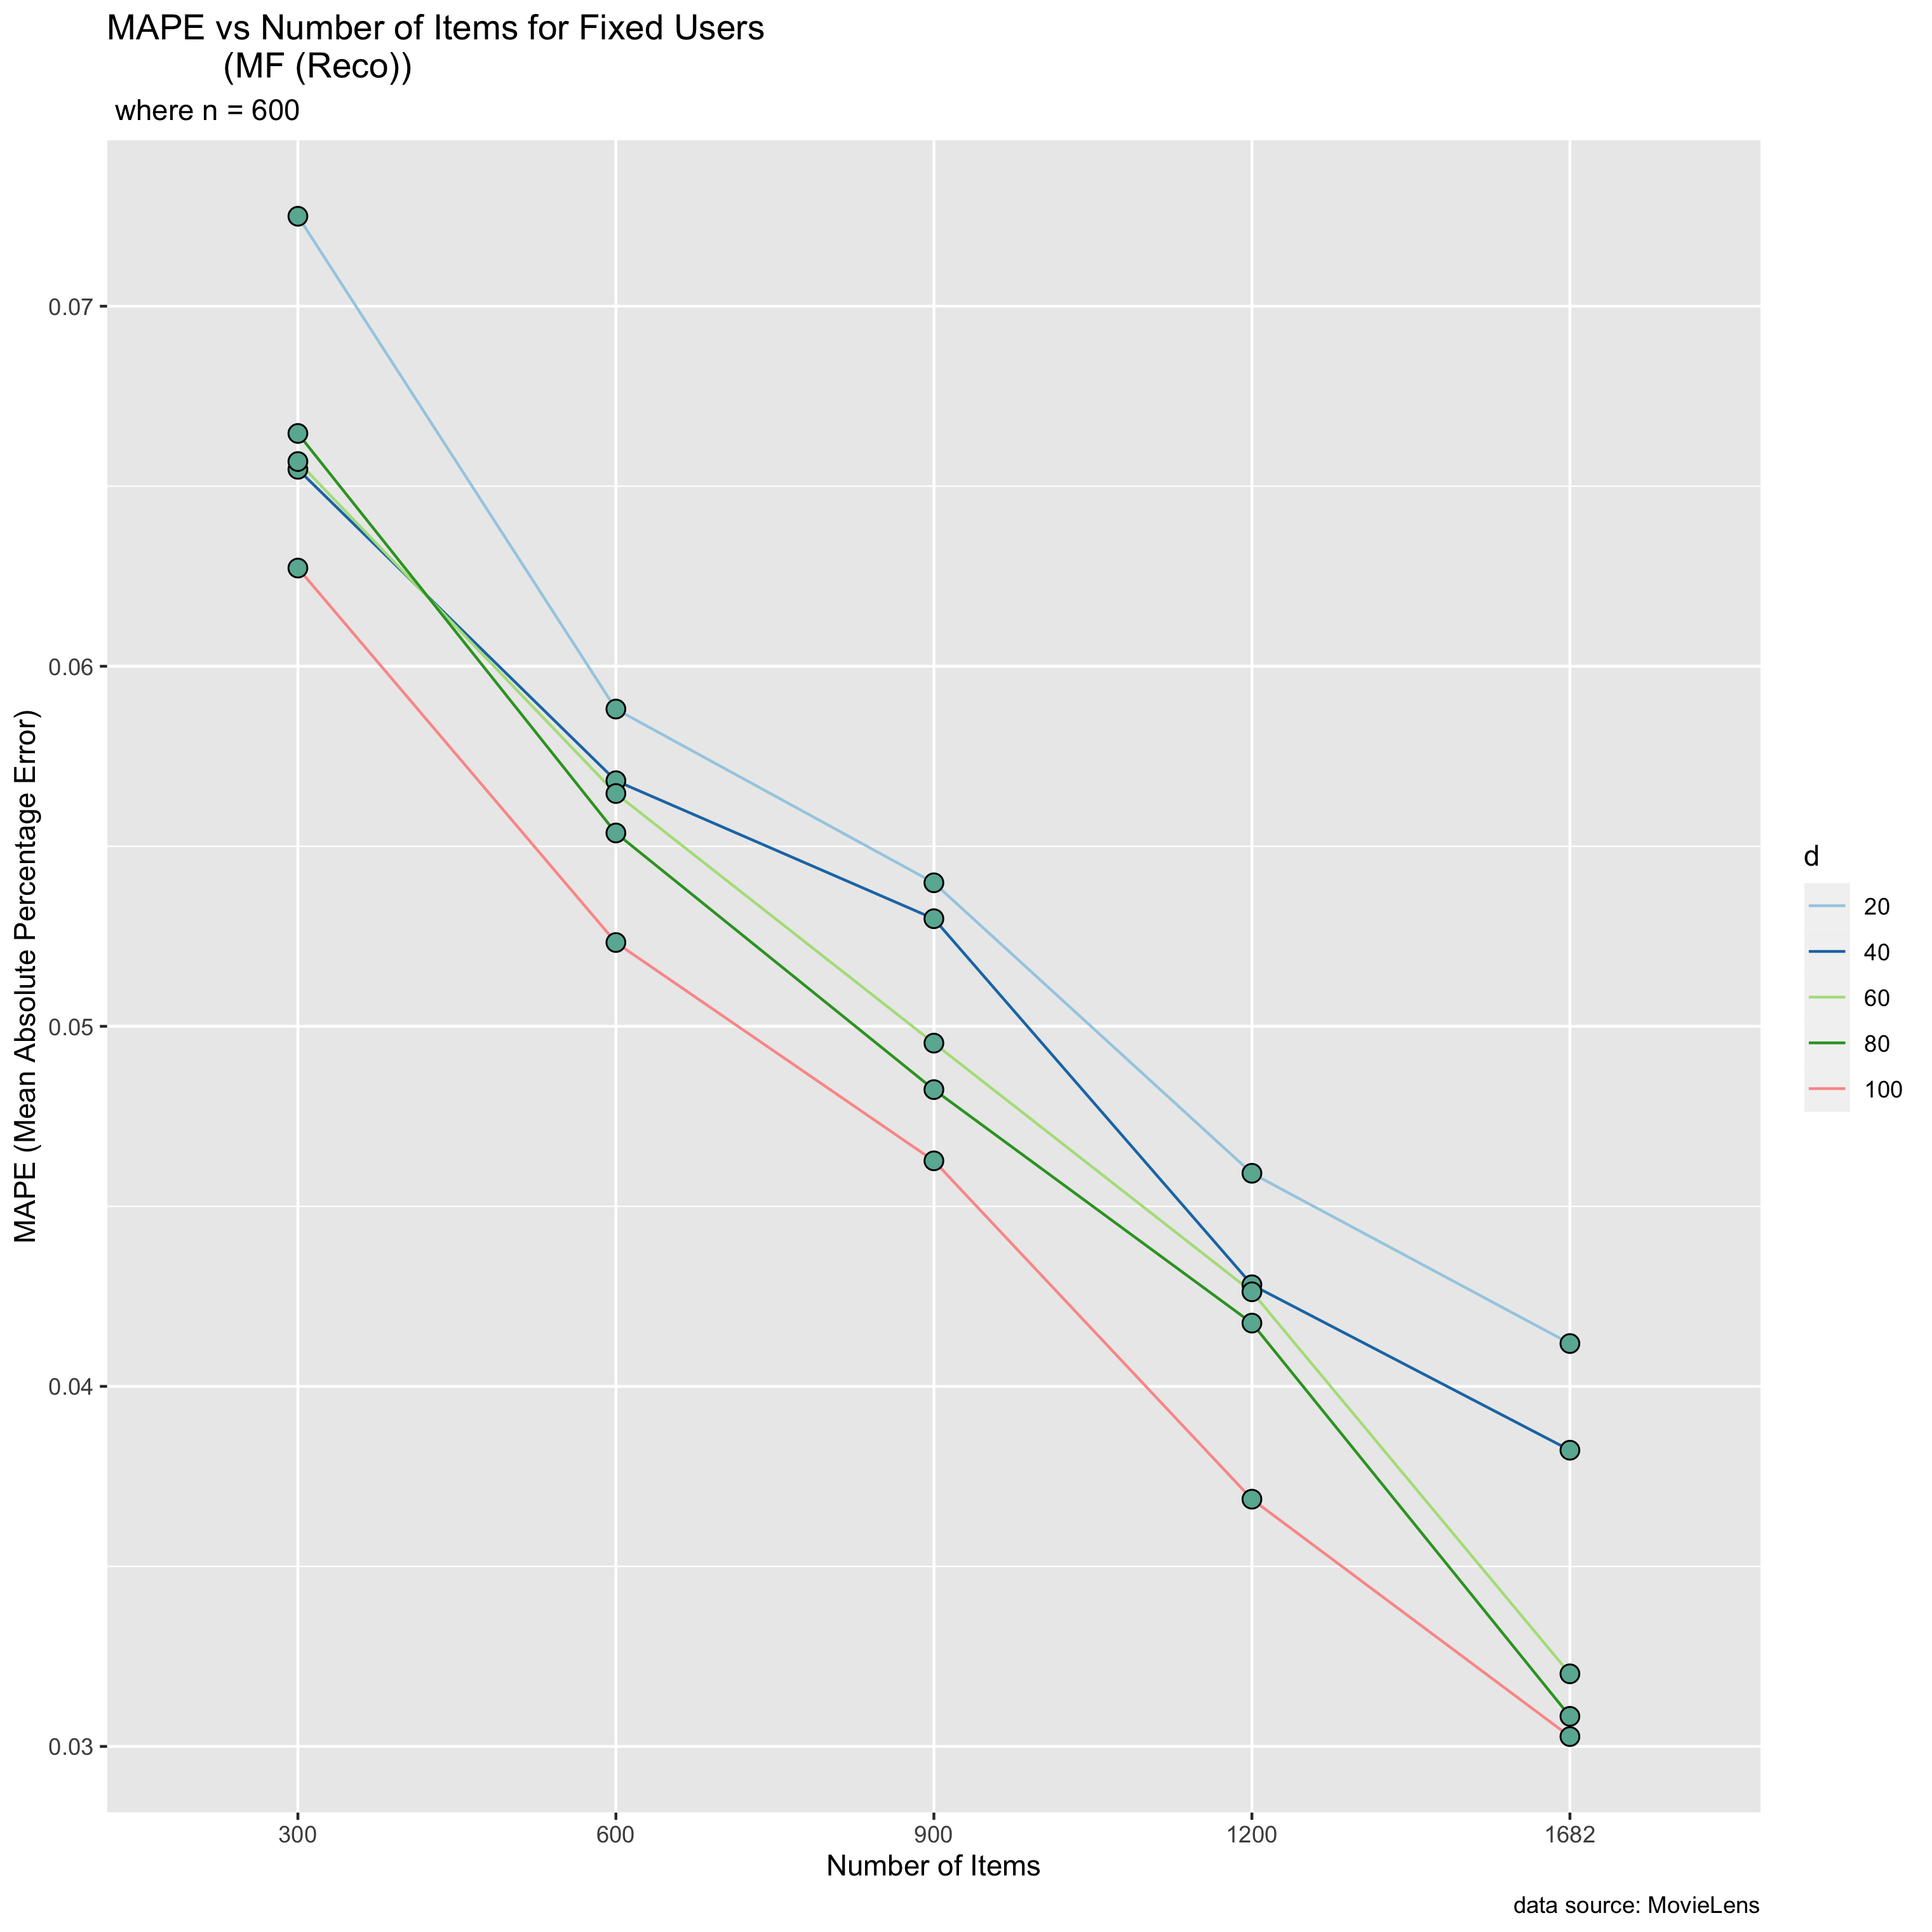 MAPE vs Number of Items for Fixed Users
(MF (Reco))
where n = 600
MAPE (Mean Absolute Percentage Error)
0.07
0.06
0.05
0.04
0.03
300 600 900 1200 1682
Number of Items
d
20
40
60
80
100
data source: MovieLens